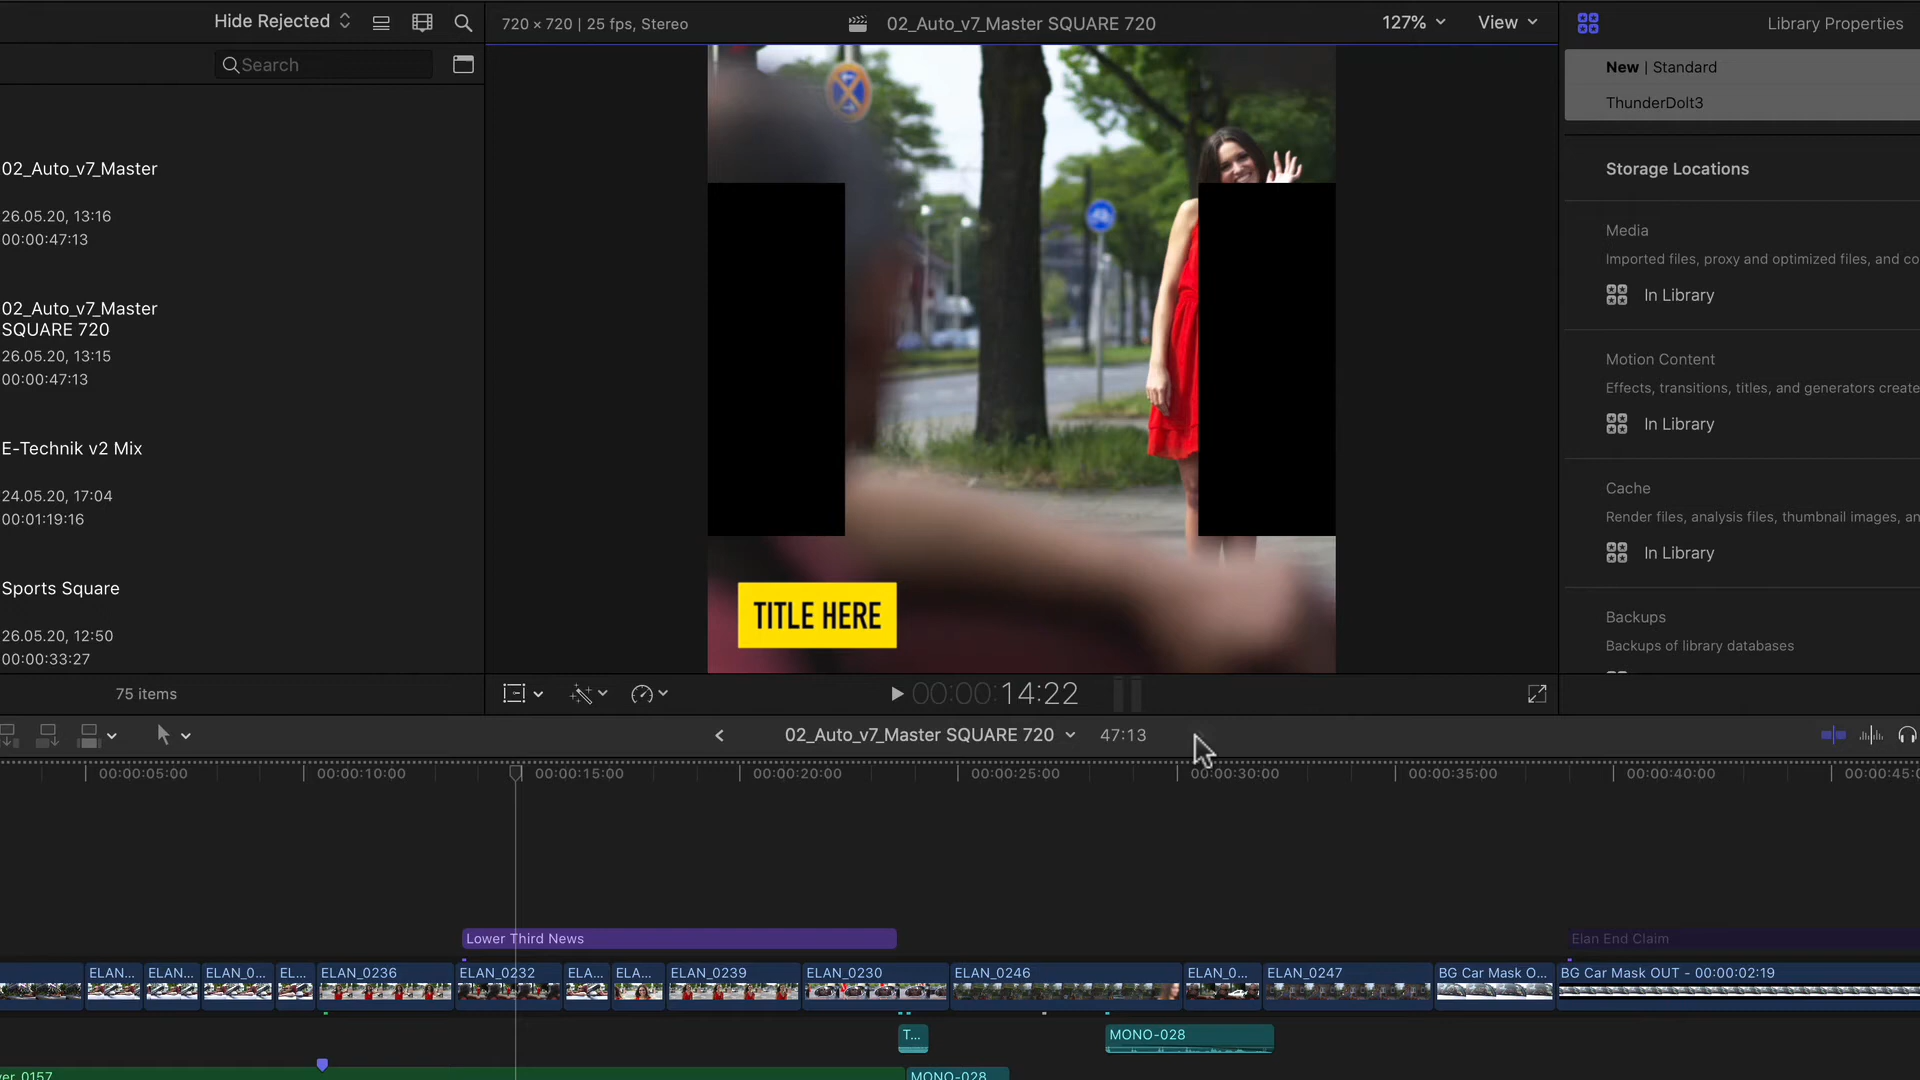 Hide Rejected
720 × 720 | 25 fps, Stereo
02_Auto_v7_Master SQUARE 720
127%
View
Library Properties
Search
New | Standard
ThunderDolt3
02_Auto_v7_Master
26.05.20, 13:16
00:00:47:13
02_Auto_v7_Master
SQUARE 720
26.05.20, 13:15
00:00:47:13
E-Technik v2 Mix
24.05.20, 17:04
00:01:19:16
Sports Square
26.05.20, 12:50
00:00:33:27
75 items
TITLE HERE
Storage Locations
Media
Imported files, proxy and optimized files, and co
In Library
Motion Content
Effects, transitions, titles, and generators create
In Library
Cache
Render files, analysis files, thumbnail images, an
In Library
Backups
Backups of library databases
00:00:14:22
02_Auto_v7_Master SQUARE 720
47:13
00:00:05:00
00:00:10:00
00:00:15:00
00:00:20:00
00:00:25:00
00:00:30:00
00:00:35:00
00:00:40:00
00:00:45:0
Lower Third News
Elan End Claim
ELAN...
ELAN...
ELAN_0...
EL...
ELAN_0236
ELAN_0232
ELA...
ELA...
ELAN_0239
ELAN_0230
ELAN_0246
ELAN_0...
ELAN_0247
BG Car Mask O...
BG Car Mask OUT - 00:00:02:19
T...
MONO-028
ver_0157
MONO-028